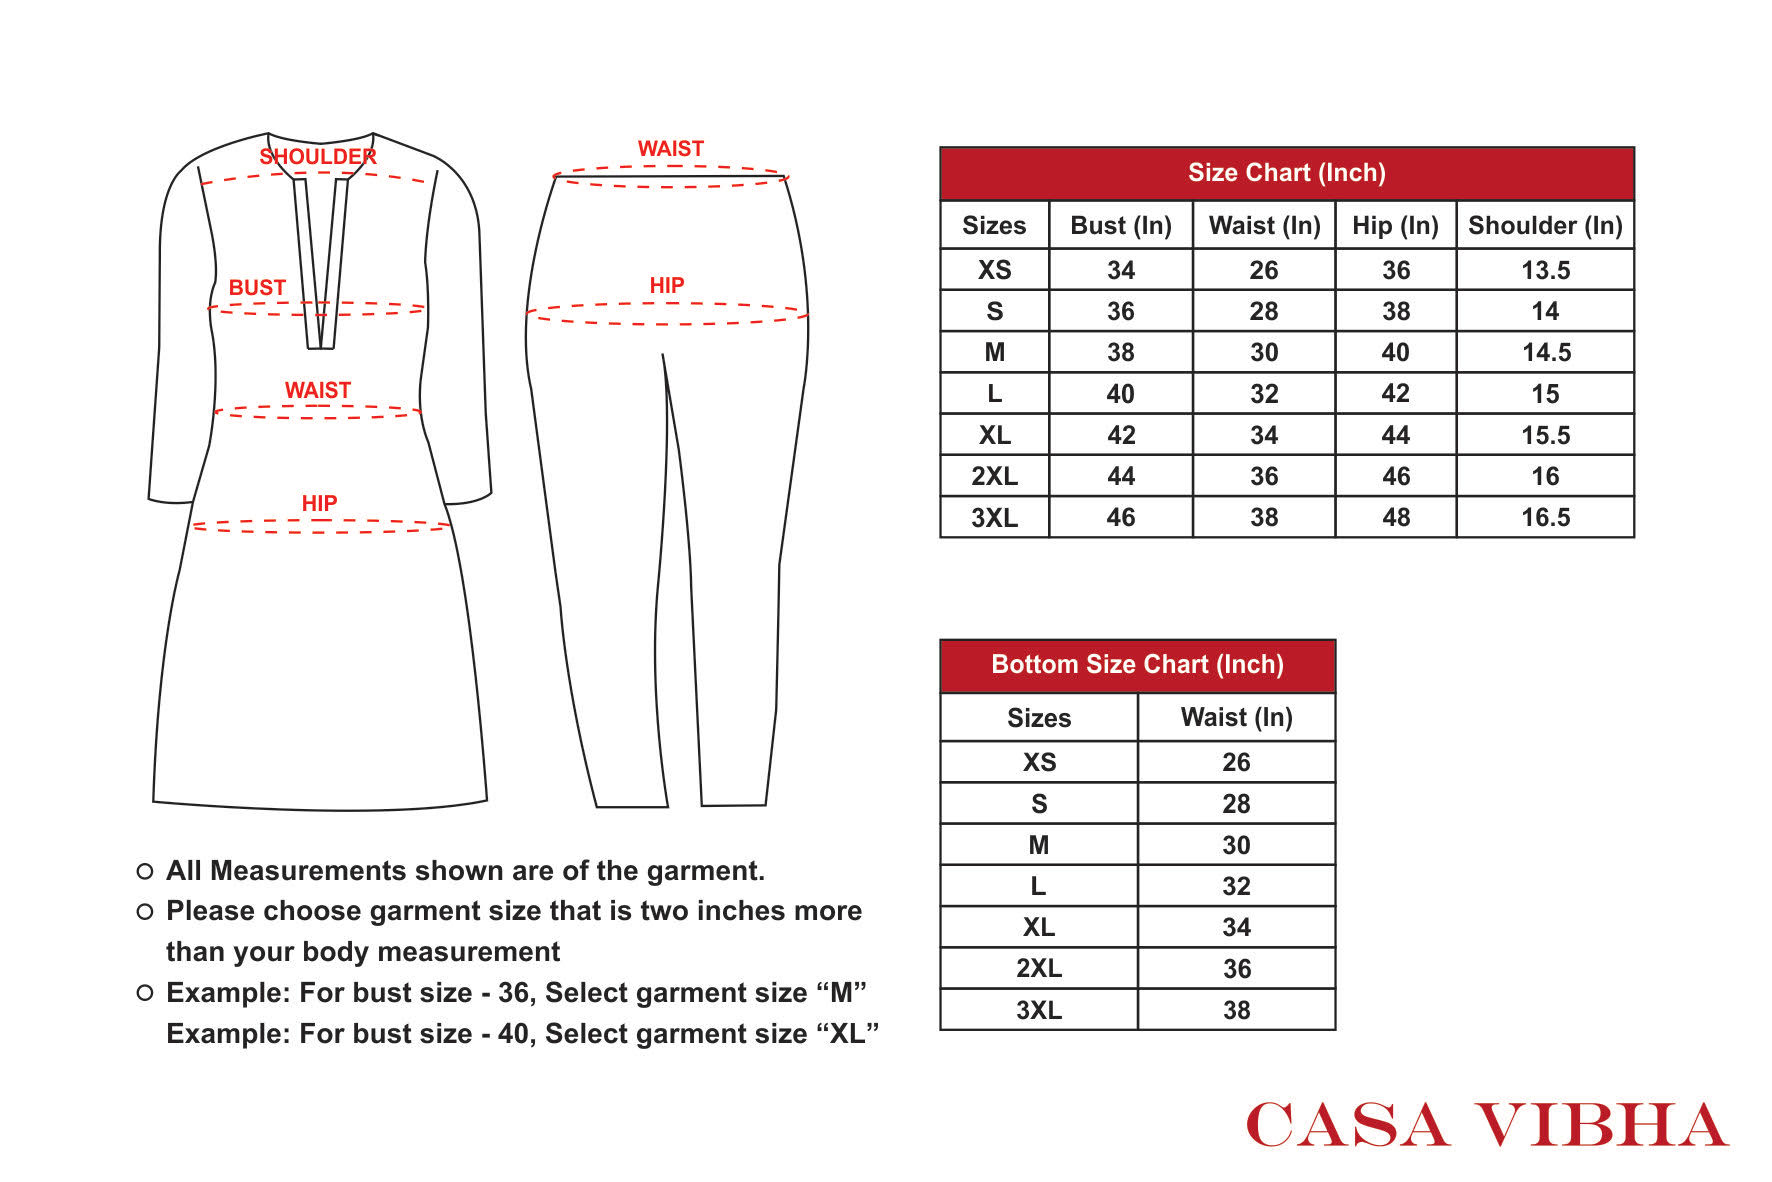 SHOULDER
BUST
WAIST
HIP
WAIST
HIP
Size Chart (Inch)
Sizes Bust (In) Waist (In) Hip (In) Shoulder (In)
XS 34 26 36 13.5
S 36 28 38 14
M 38 30 40 14.5
L 40 32 42 15
XL 42 34 44 15.5
2XL 44 36 46 16
3XL 46 38 48 16.5
Bottom Size Chart (Inch)
Sizes Waist (In)
XS 26
S 28
M 30
L 32
XL 34
2XL 36
3XL 38
All Measurements shown are of the garment.
Please choose garment size that is two inches more
than your body measurement
Example: For bust size - 36, Select garment size “M”
Example: For bust size - 40, Select garment size “XL”
CASA VIBHA